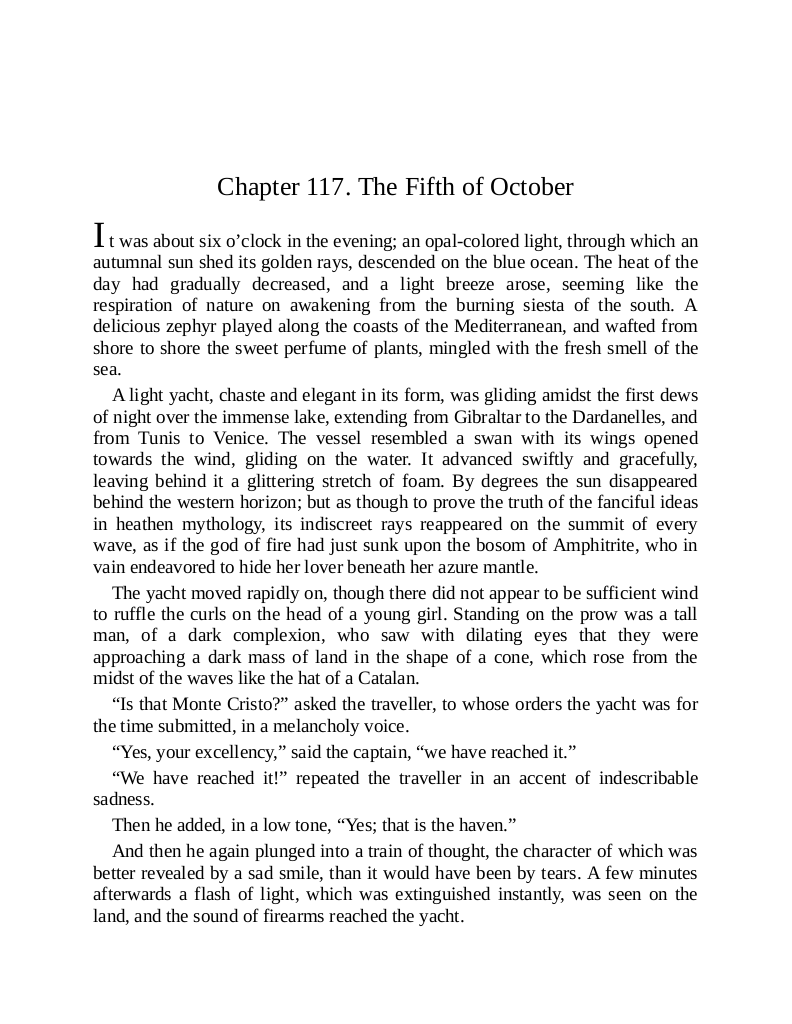 Chapter 117. The Fifth of October
It was about six o’clock in the evening; an opal-colored light, through which an
autumnal sun shed its golden rays, descended on the blue ocean. The heat of the
day had gradually decreased, and a light breeze arose, seeming like the
respiration of nature on awakening from the burning siesta of the south. A
delicious zephyr played along the coasts of the Mediterranean, and wafted from
shore to shore the sweet perfume of plants, mingled with the fresh smell of the
sea.
A light yacht, chaste and elegant in its form, was gliding amidst the first dews
of night over the immense lake, extending from Gibraltar to the Dardanelles, and
from Tunis to Venice. The vessel resembled a swan with its wings opened
towards the wind, gliding on the water. It advanced swiftly and gracefully,
leaving behind it a glittering stretch of foam. By degrees the sun disappeared
behind the western horizon; but as though to prove the truth of the fanciful ideas
in heathen mythology, its indiscreet rays reappeared on the summit of every
wave, as if the god of fire had just sunk upon the bosom of Amphitrite, who in
vain endeavored to hide her lover beneath her azure mantle.
The yacht moved rapidly on, though there did not appear to be sufficient wind
to ruffle the curls on the head of a young girl. Standing on the prow was a tall
man, of a dark complexion, who saw with dilating eyes that they were
approaching a dark mass of land in the shape of a cone, which rose from the
midst of the waves like the hat of a Catalan.
“Is that Monte Cristo?” asked the traveller, to whose orders the yacht was for
the time submitted, in a melancholy voice.
“Yes, your excellency,” said the captain, “we have reached it.”
“We have reached it!” repeated the traveller in an accent of indescribable
sadness.
Then he added, in a low tone, “Yes; that is the haven.”
And then he again plunged into a train of thought, the character of which was
better revealed by a sad smile, than it would have been by tears. A few minutes
afterwards a flash of light, which was extinguished instantly, was seen on the
land, and the sound of firearms reached the yacht.